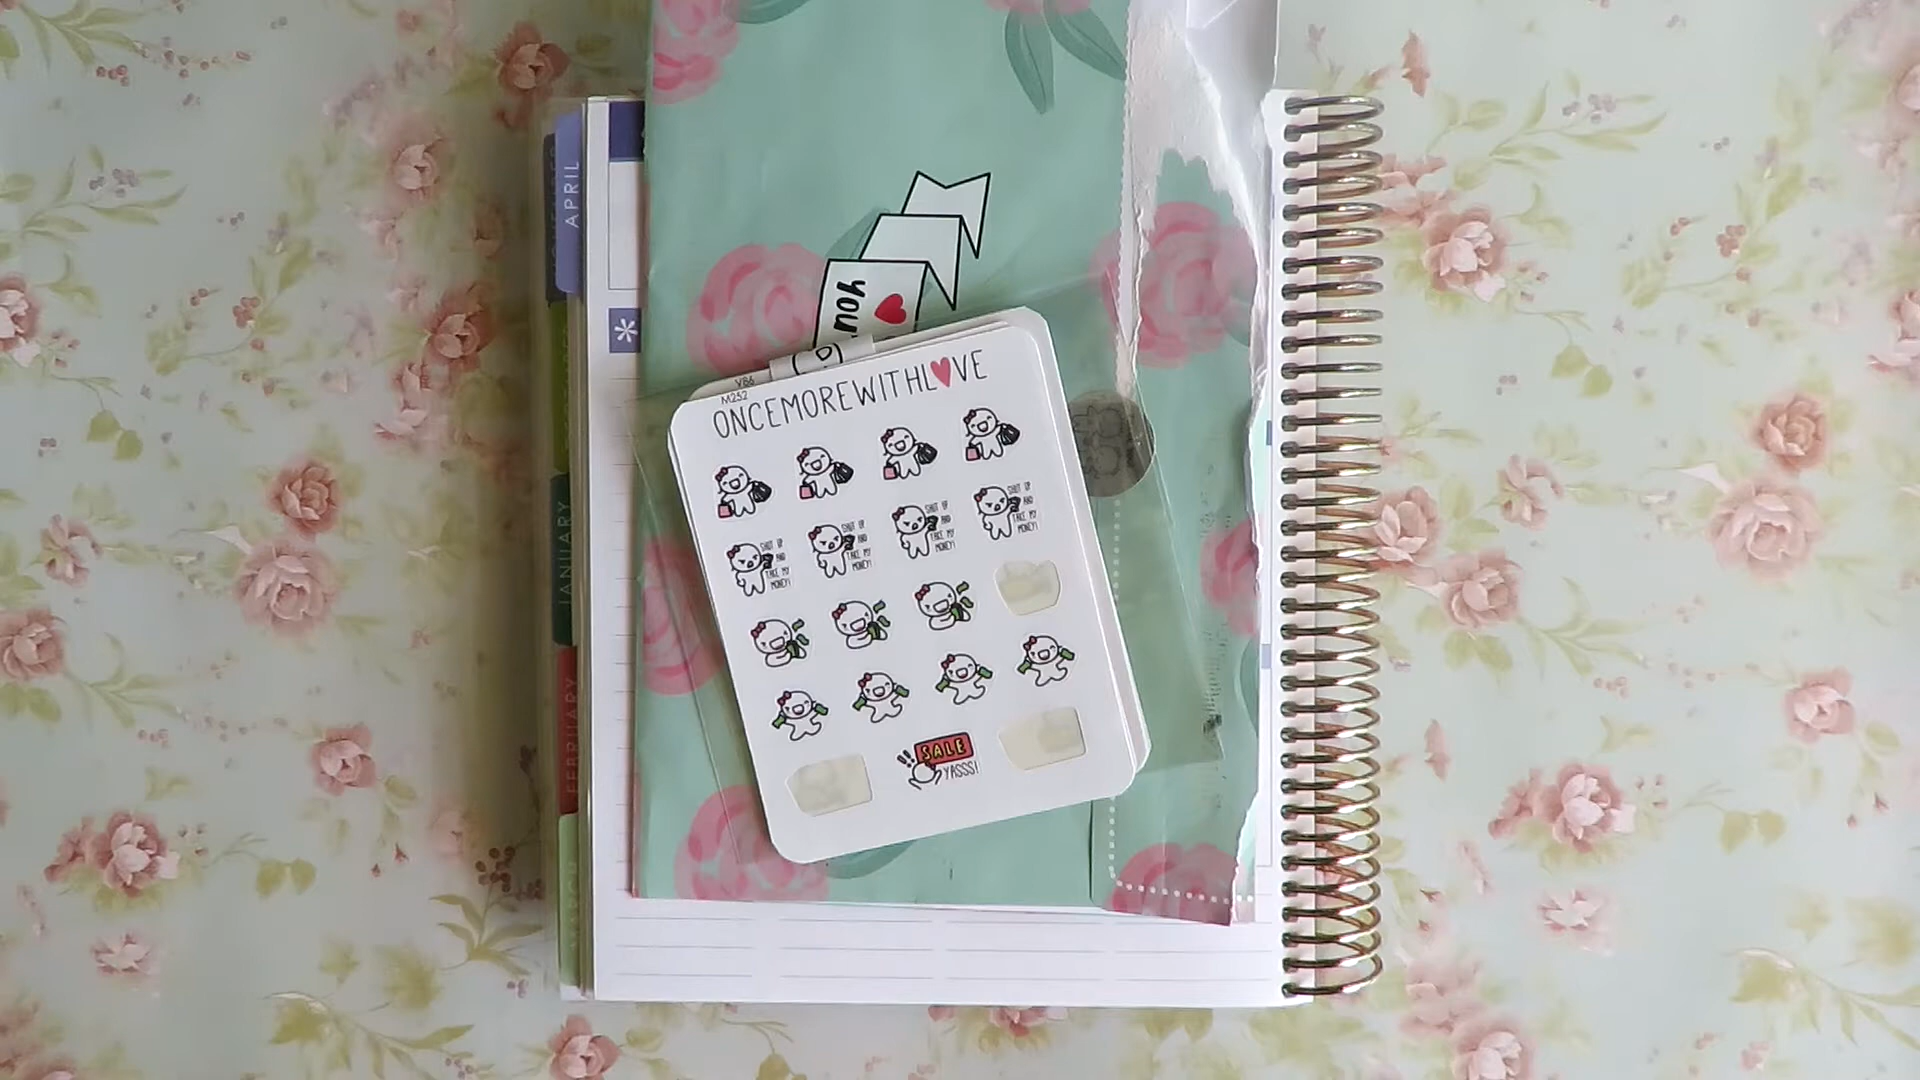 APRIL
JANUARY
FEBRUARY
MARCH
YOU
V86
M252
ONCEMOREWITHLOVE
SHUT UP
AND
TAKE MY
MONEY!
SHUT UP
AND
TAKE MY
MONEY!
SHUT UP
AND
TAKE MY
MONEY!
SHUT UP
AND
TAKE MY
MONEY!
SALE
YASSS!